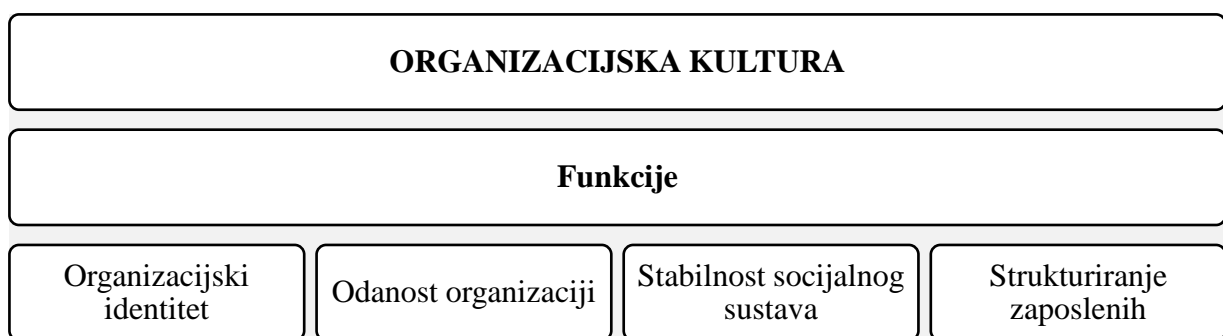 ORGANIZACIJSKA KULTURA
Funkcije
Organizacijski
identitet
Odanost organizaciji
Stabilnost socijalnog
sustava
Strukturiranje
zaposlenih